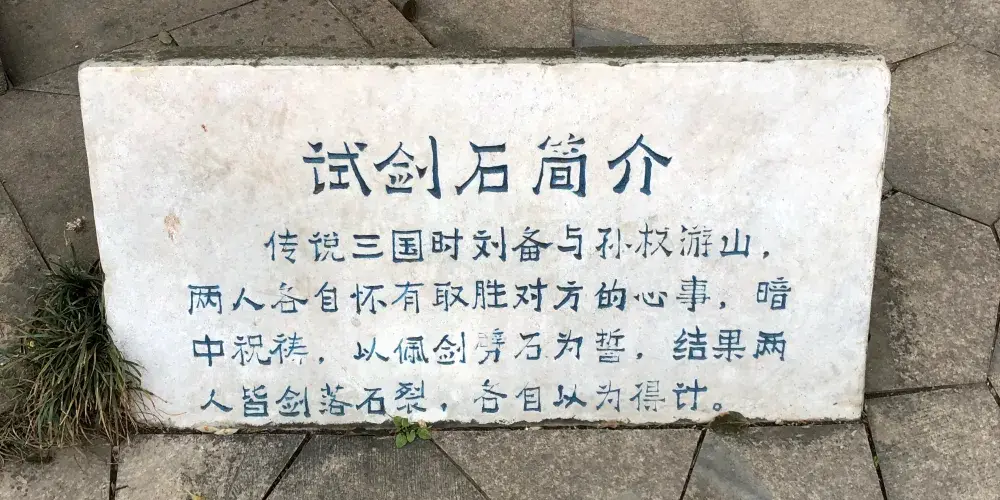 试剑石简介
传说三国时刘备与孙权游山，
两人各自怀有取胜对方的心事，暗
中祝祷，以佩剑劈石为誓，结果两
人皆剑落石裂，各自以为得计。